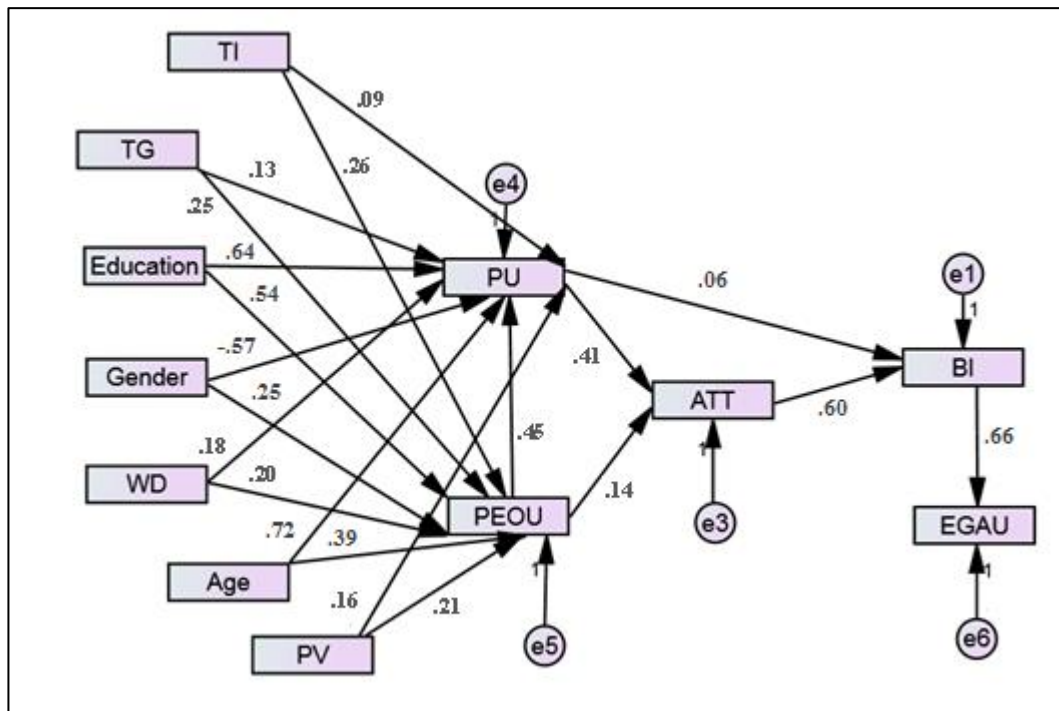 TI
.09
TG
.13
.26
.25
e4
1
Education
.64
PU
.54
.06
e1
1
-.57
Gender
.25
.41
BI
ATT
.60
.45
.18
WD
.20
1
.66
PEOU
.14
e3
EGAU
.72
.39
Age
1
1
.16
.21
PV
e5
e6